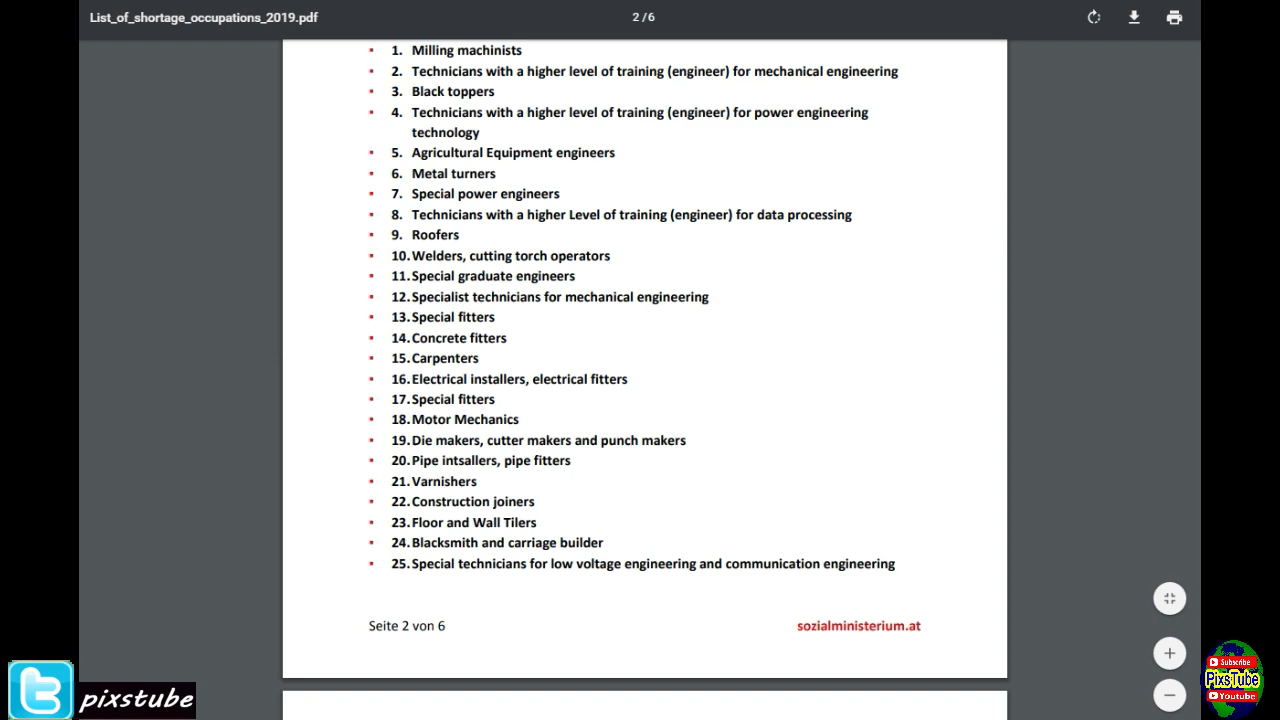 List_of_shortage_occupations_2019.pdf
2 / 6
1. Milling machinists
2. Technicians with a higher level of training (engineer) for mechanical engineering
3. Black toppers
4. Technicians with a higher level of training (engineer) for power engineering
technology
5. Agricultural Equipment engineers
6. Metal turners
7. Special power engineers
8. Technicians with a higher Level of training (engineer) for data processing
9. Roofers
10. Welders, cutting torch operators
11. Special graduate engineers
12. Specialist technicians for mechanical engineering
13. Special fitters
14. Concrete fitters
15. Carpenters
16. Electrical installers, electrical fitters
17. Special fitters
18. Motor Mechanics
19. Die makers, cutter makers and punch makers
20. Pipe intsallers, pipe fitters
21. Varnishers
22. Construction joiners
23. Floor and Wall Tilers
24. Blacksmith and carriage builder
25. Special technicians for low voltage engineering and communication engineering
Seite 2 von 6
sozialministerium.at
pixstube
Subscribe
PixsTube
Youtube